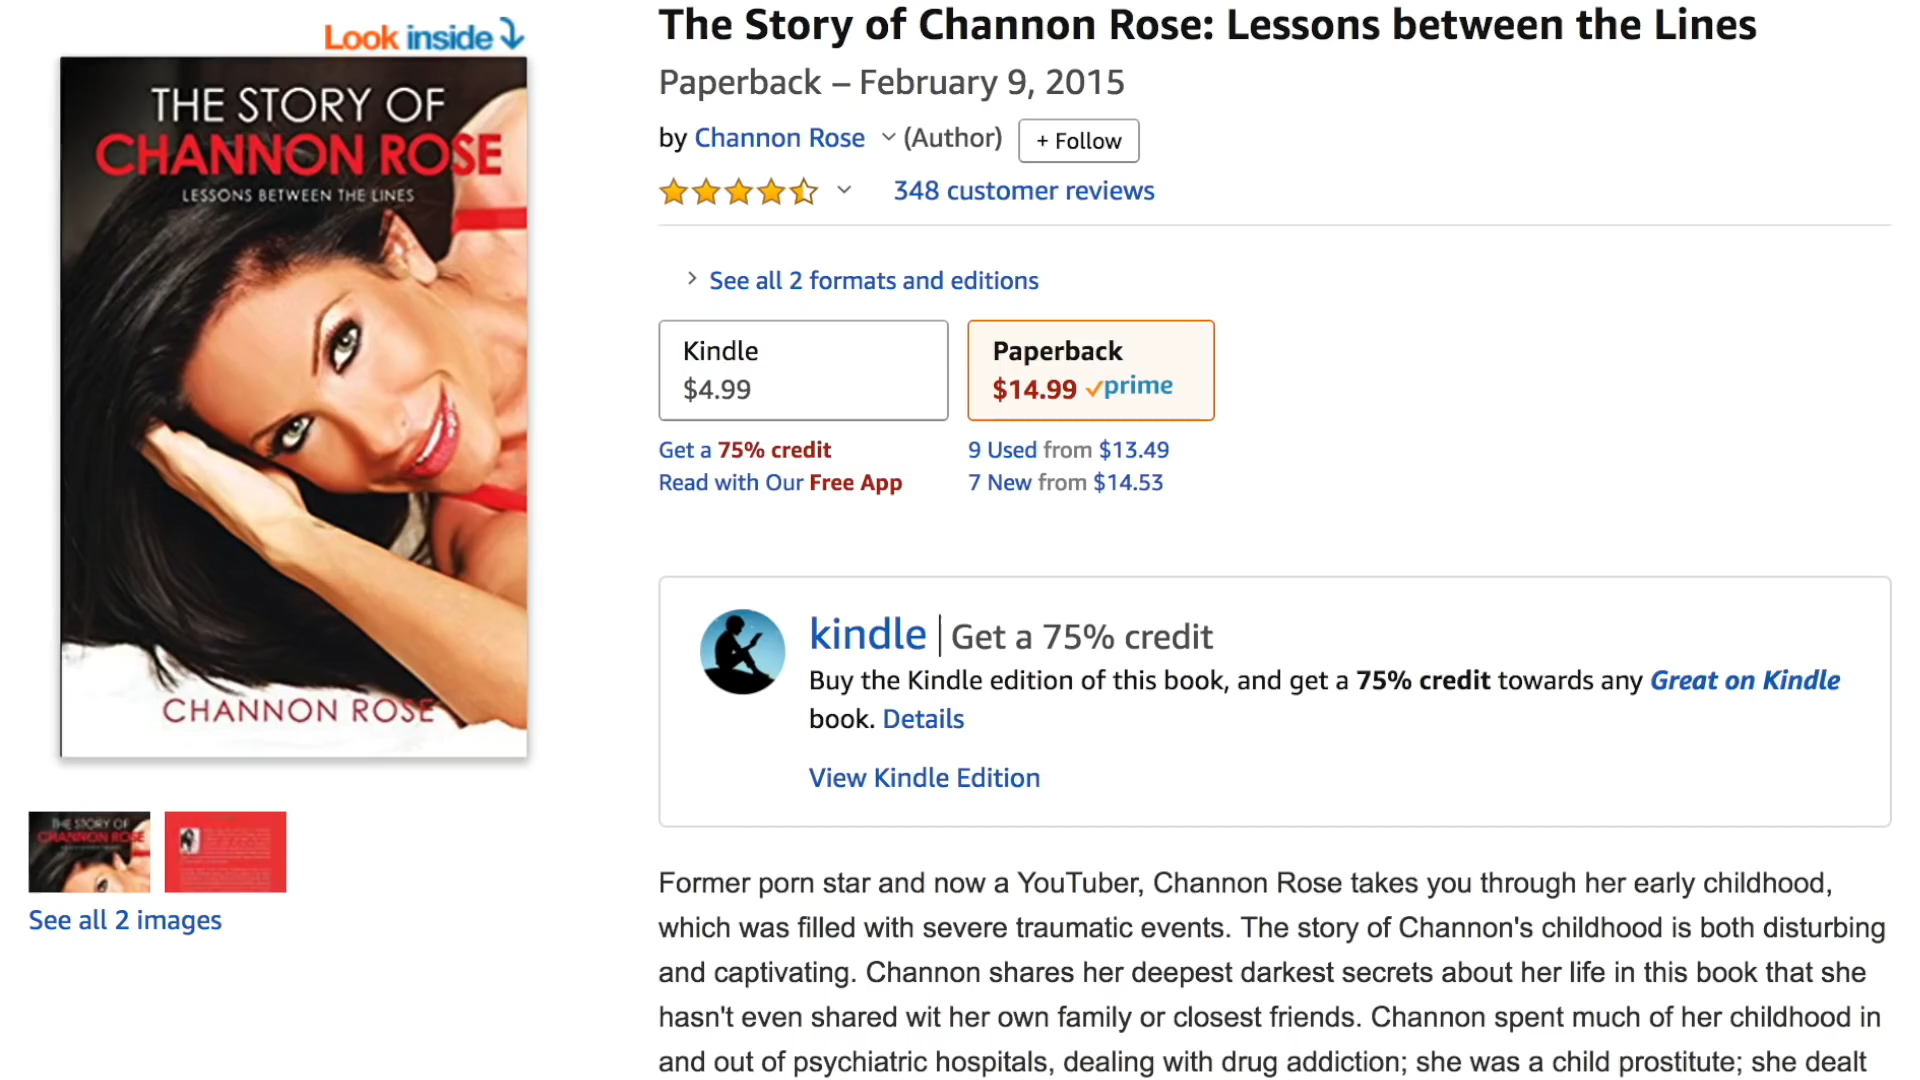 Look inside
THE STORY OF
CHANNON ROSE
LESSONS BETWEEN THE LINES
CHANNON ROSE
THE STORY OF
CHANNON ROSE
See all 2 images
The Story of Channon Rose: Lessons between the Lines
Paperback – February 9, 2015
by Channon Rose (Author) + Follow
348 customer reviews
See all 2 formats and editions
Kindle
$4.99
Paperback
$14.99 prime
Get a 75% credit
Read with Our Free App
9 Used from $13.49
7 New from $14.53
kindle | Get a 75% credit
Buy the Kindle edition of this book, and get a 75% credit towards any Great on Kindle
book. Details
View Kindle Edition
Former porn star and now a YouTuber, Channon Rose takes you through her early childhood,
which was filled with severe traumatic events. The story of Channon's childhood is both disturbing
and captivating. Channon shares her deepest darkest secrets about her life in this book that she
hasn't even shared wit her own family or closest friends. Channon spent much of her childhood in
and out of psychiatric hospitals, dealing with drug addiction; she was a child prostitute; she dealt